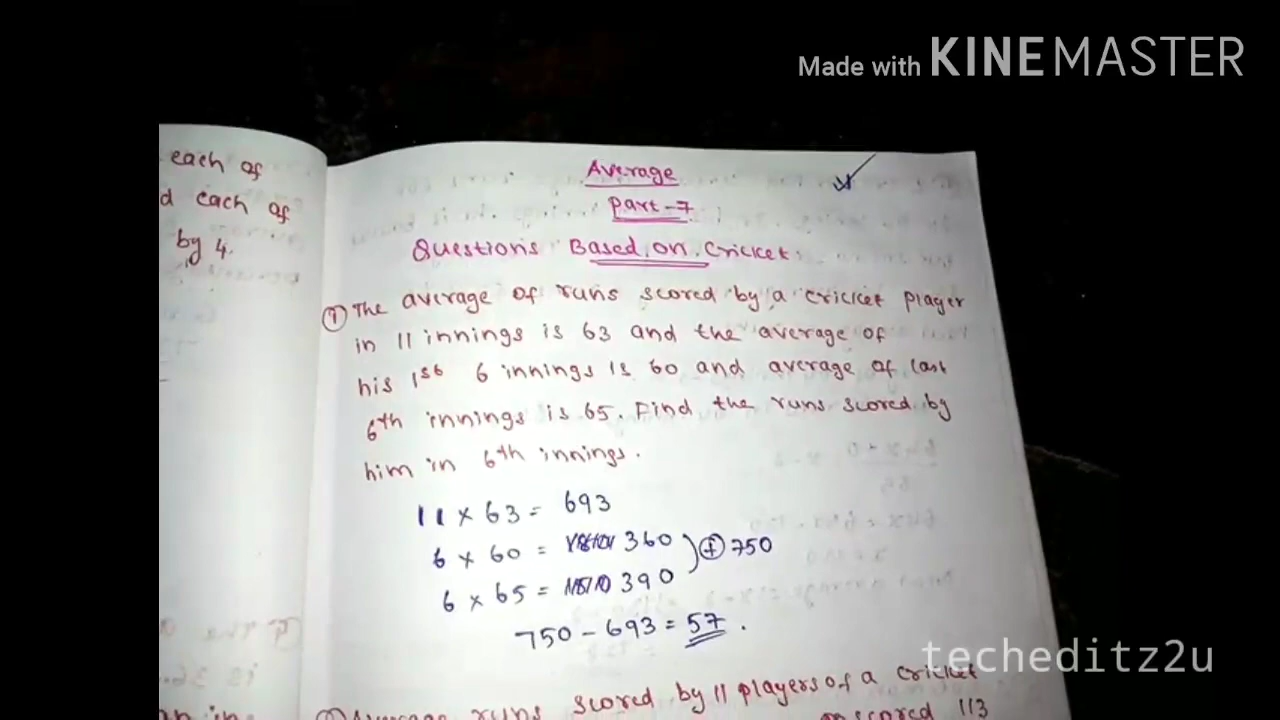 Made with KINEMASTER
each of
d each of
by 4.
Average
Part-7
Questions Based on Cricket.
① The average of runs scored by a cricket player
in 11 innings is 63 and the average of
his 1st 6 innings is 60 and average of last
6th innings is 65. Find the runs scored by
him in 6th innings.
11 × 63 = 693
6 × 60 = 360
6 × 65 = 390
) ⊕ 750
750 - 693 = 57.
techeditz2u
scored by 11 players of a cricket
Average runs
scored 113